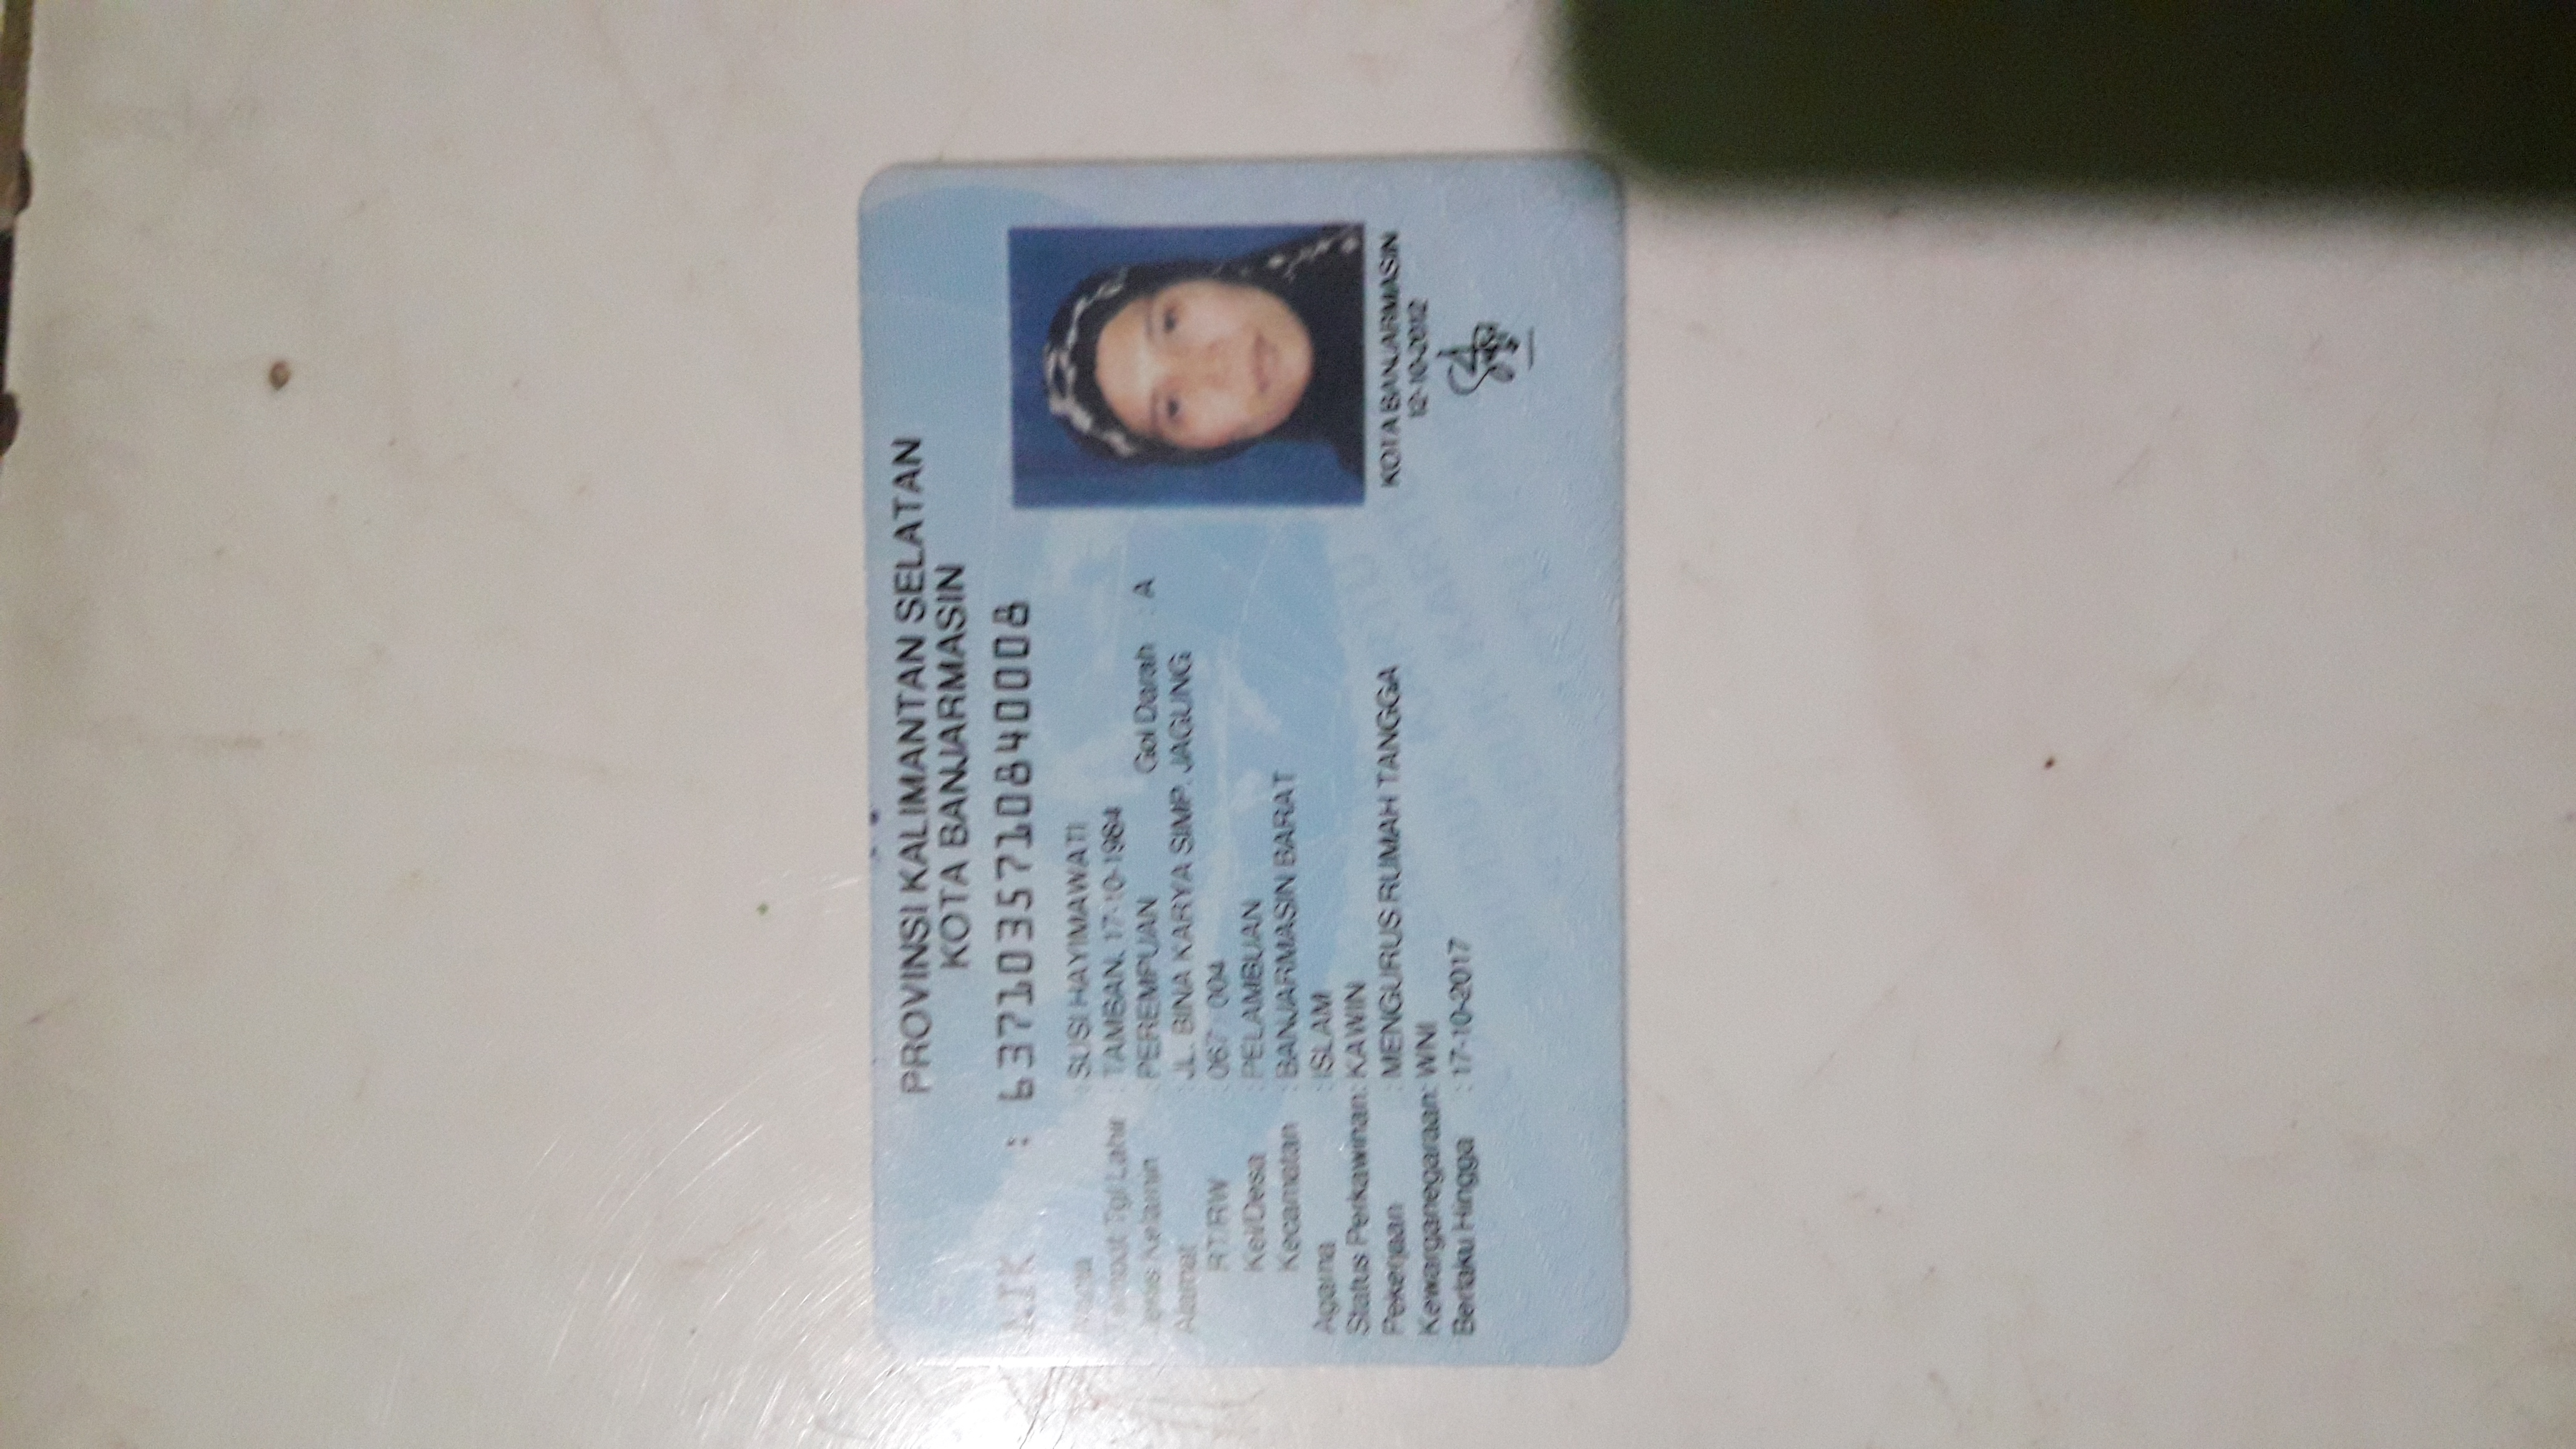 PROVINSI KALIMANTAN SELATAN
KOTA BANJARMASIN
NIK : 6371035710840008
Nama : SUSI HAYIMAWATI
Tempat Tgl Lahir : TAMBAN, 17-10-1984
Jenis Kelamin : PEREMPUAN Gol Darah : A
Alamat : JL. BINA KARYA SIMP. JAGUNG
RT/RW : 067 / 004
Kel/Desa : PELAMBUAN
Kecamatan : BANJARMASIN BARAT
Agama : ISLAM
Status Perkawinan: KAWIN
Pekerjaan : MENGURUS RUMAH TANGGA
Kewarganegaraan: WNI
Berlaku Hingga : 17-10-2017
KOTA BANJARMASIN
12-10-2012